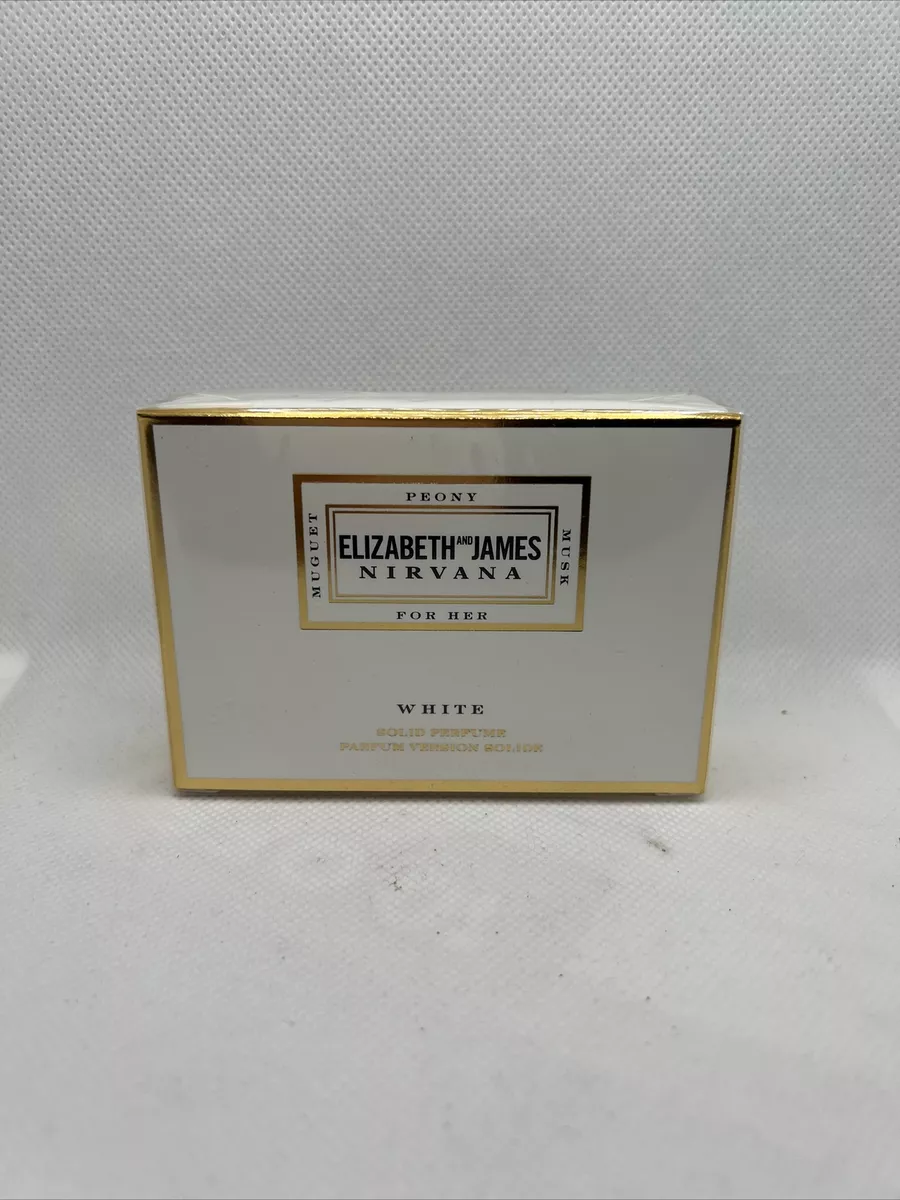 PEONY
MUGUET
ELIZABETH AND JAMES
MUSK
NIRVANA
FOR HER
WHITE
SOLID PERFUME
PARFUM VERSION SOLIDE